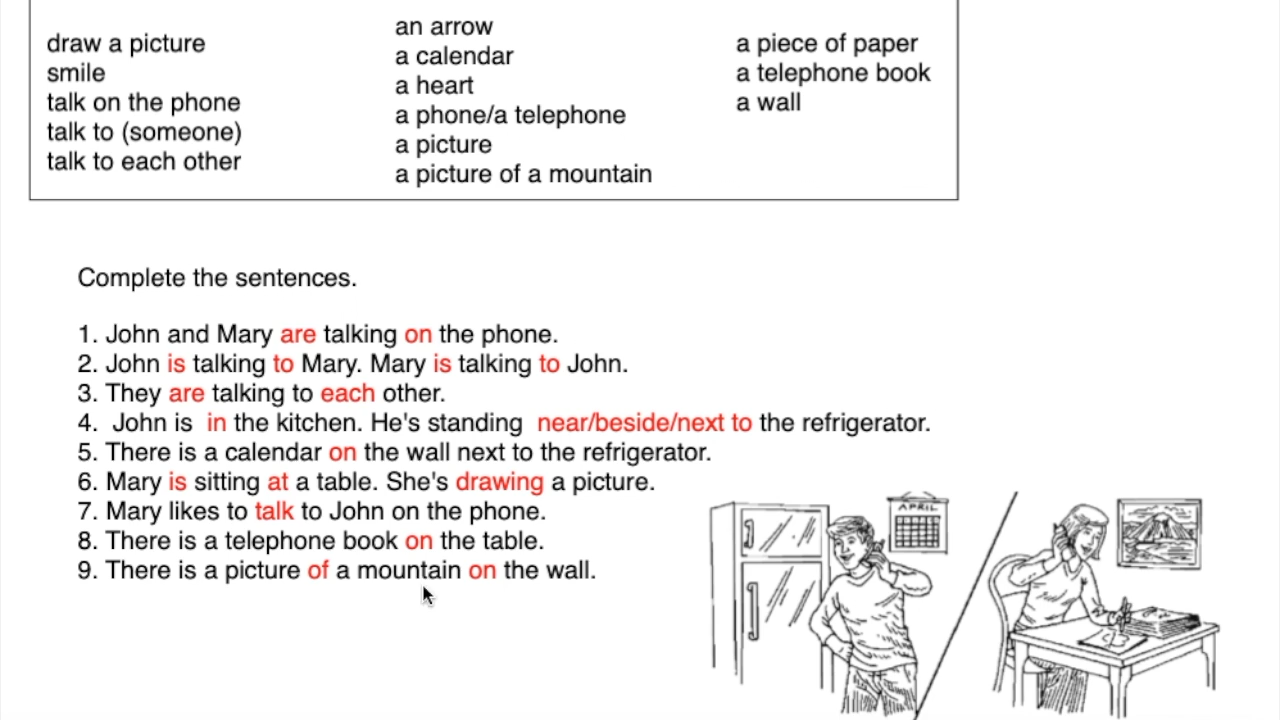 draw a picture
smile
talk on the phone
talk to (someone)
talk to each other
an arrow
a calendar
a heart
a phone/a telephone
a picture
a picture of a mountain
a piece of paper
a telephone book
a wall
Complete the sentences.
1. John and Mary are talking on the phone.
2. John is talking to Mary. Mary is talking to John.
3. They are talking to each other.
4. John is in the kitchen. He's standing near/beside/next to the refrigerator.
5. There is a calendar on the wall next to the refrigerator.
6. Mary is sitting at a table. She's drawing a picture.
7. Mary likes to talk to John on the phone.
8. There is a telephone book on the table.
9. There is a picture of a mountain on the wall.
APRIL